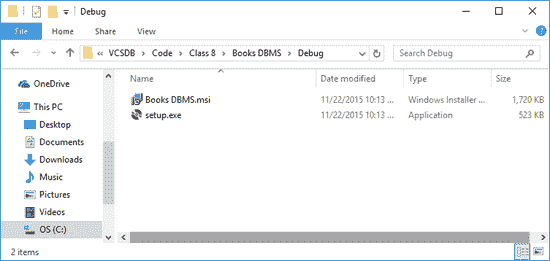 Debug
File Home Share View
« VCSDB > Code > Class 8 > Books DBMS > Debug Search Debug
Name Date modified Type Size
OneDrive
This PC
Desktop
Documents
Downloads
Music
Pictures
Videos
OS (C:)
Books DBMS.msi 11/22/2015 10:13 ... Windows Installer ... 1,720 KB
setup.exe 11/22/2015 10:13 ... Application 523 KB
2 items